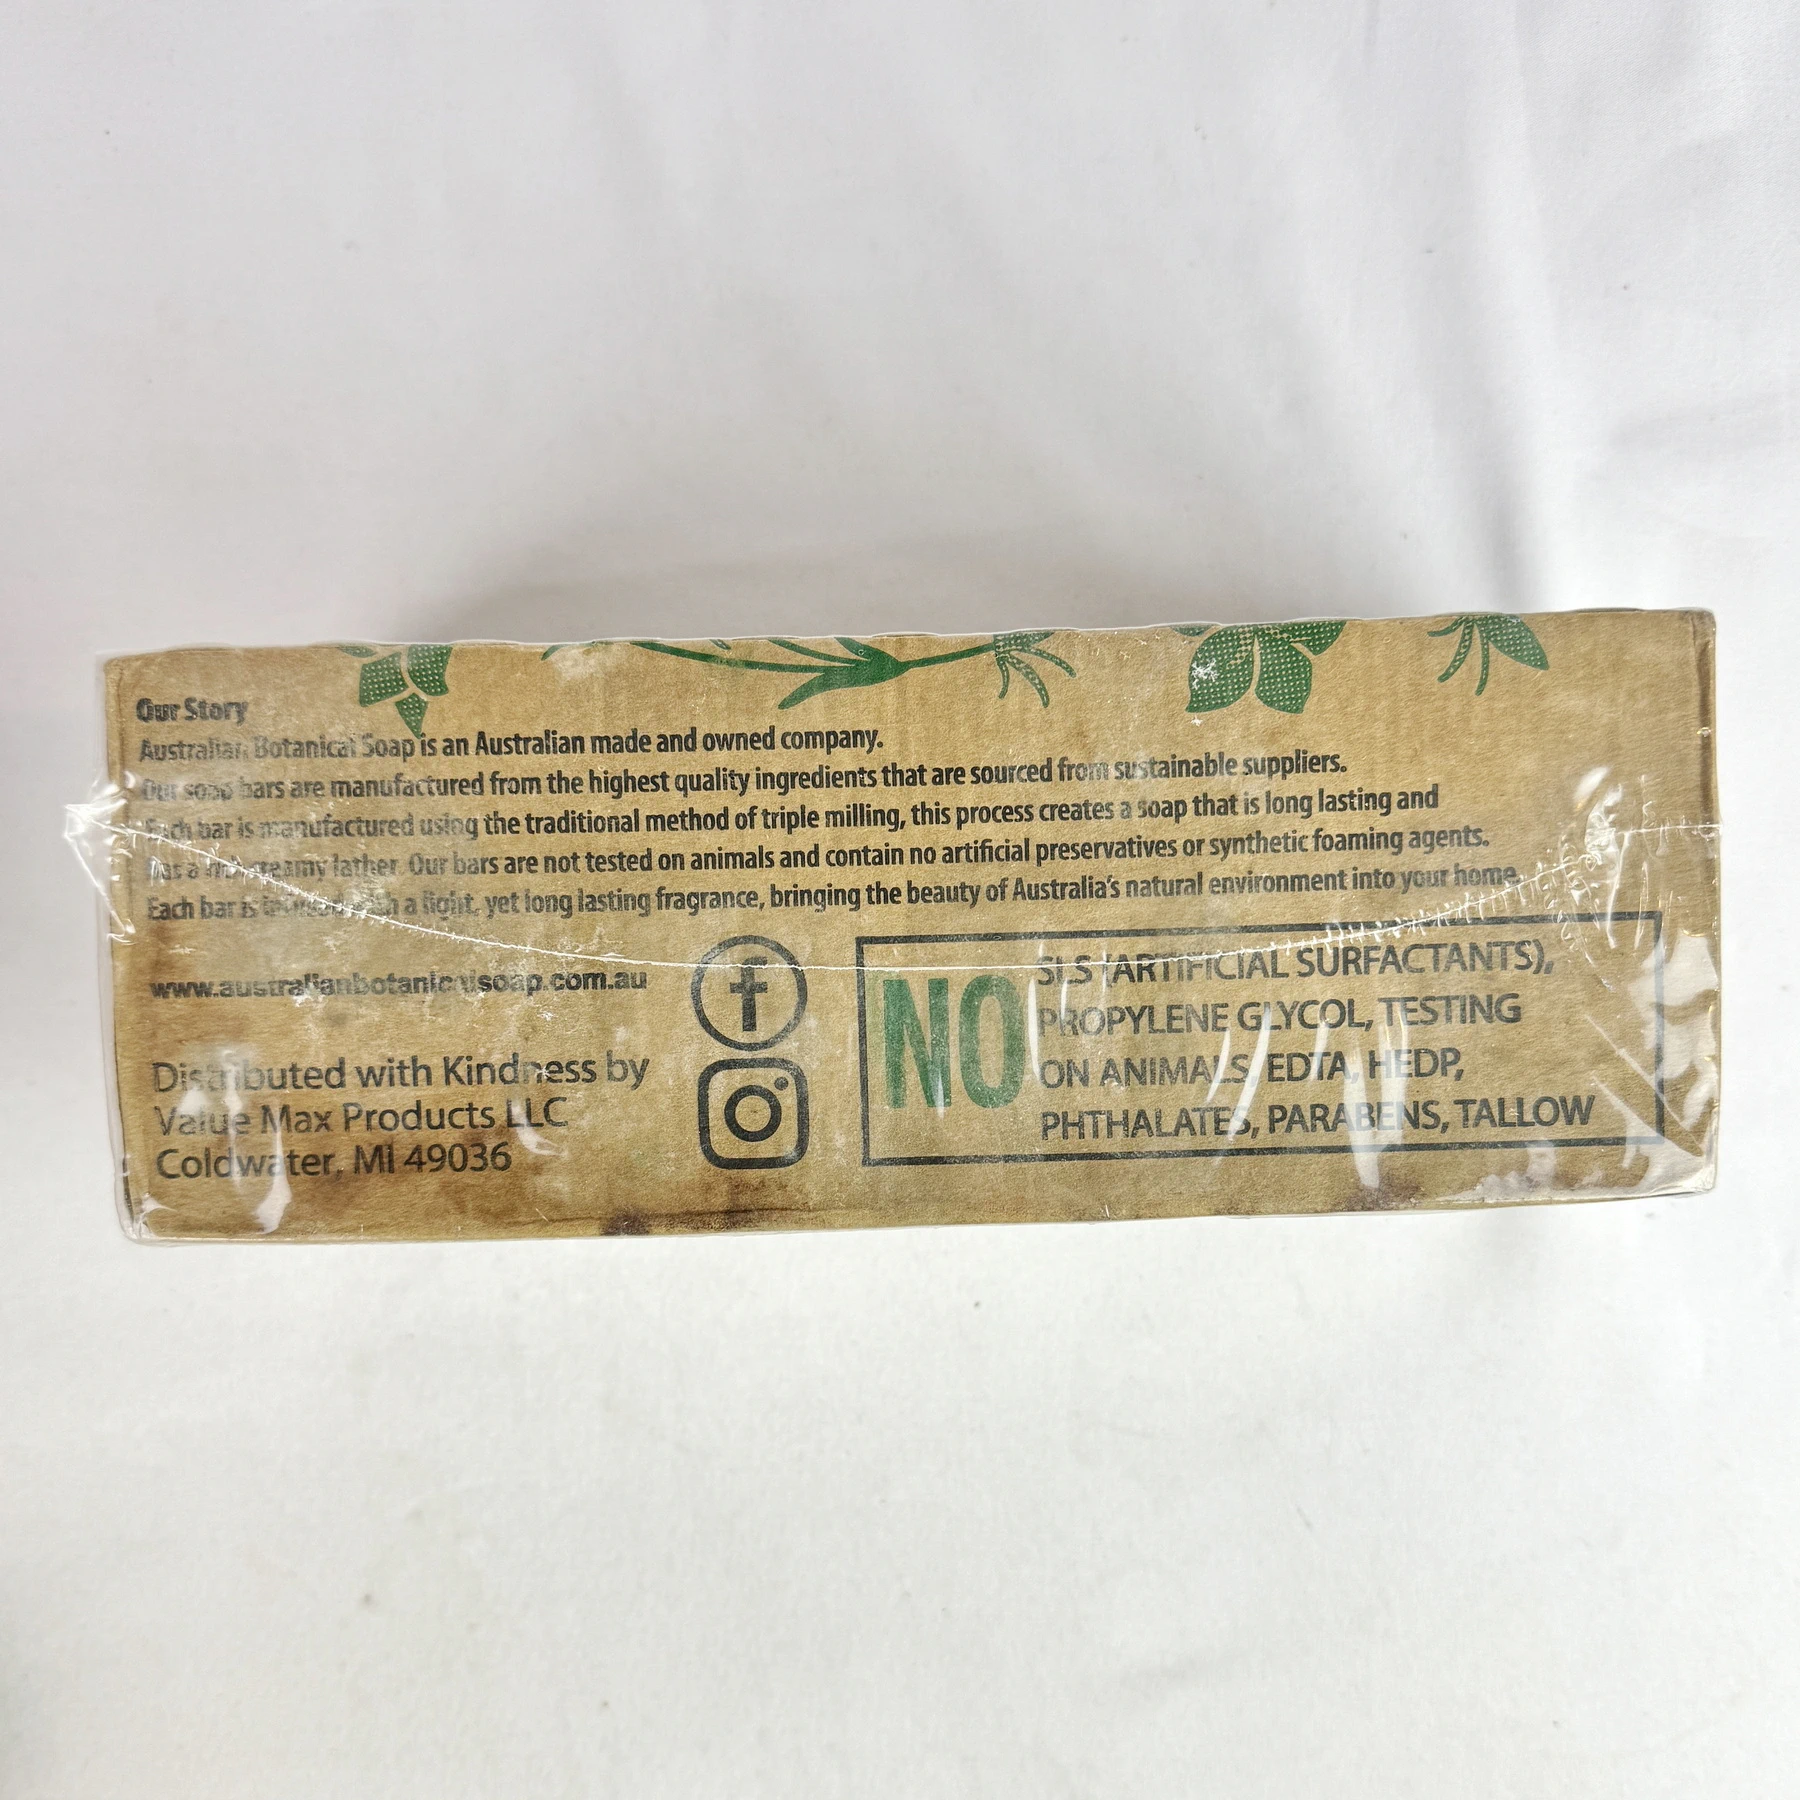 Our Story
Australian Botanical Soap is an Australian made and owned company.
Our soap bars are manufactured from the highest quality ingredients that are sourced from sustainable suppliers.
Each bar is manufactured using the traditional method of triple milling, this process creates a soap that is long lasting and
has a rich creamy lather. Our bars are not tested on animals and contain no artificial preservatives or synthetic foaming agents.
Each bar is infused with a light, yet long lasting fragrance, bringing the beauty of Australia's natural environment into your home.
www.australianbotanicalsoap.com.au
Distributed with Kindness by
Value Max Products LLC
Coldwater, MI 49036
NO
SLS (ARTIFICIAL SURFACTANTS),
PROPYLENE GLYCOL, TESTING
ON ANIMALS, EDTA, HEDP,
PHTHALATES, PARABENS, TALLOW